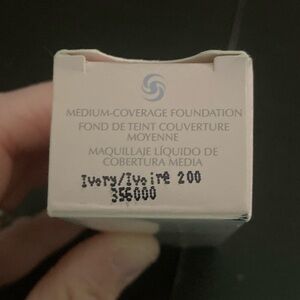 MEDIUM-COVERAGE FOUNDATION
FOND DE TEINT COUVERTURE
MOYENNE
MAQUILLAJE LÍQUIDO DE
COBERTURA MEDIA
Ivory/Ivoire 200
356000